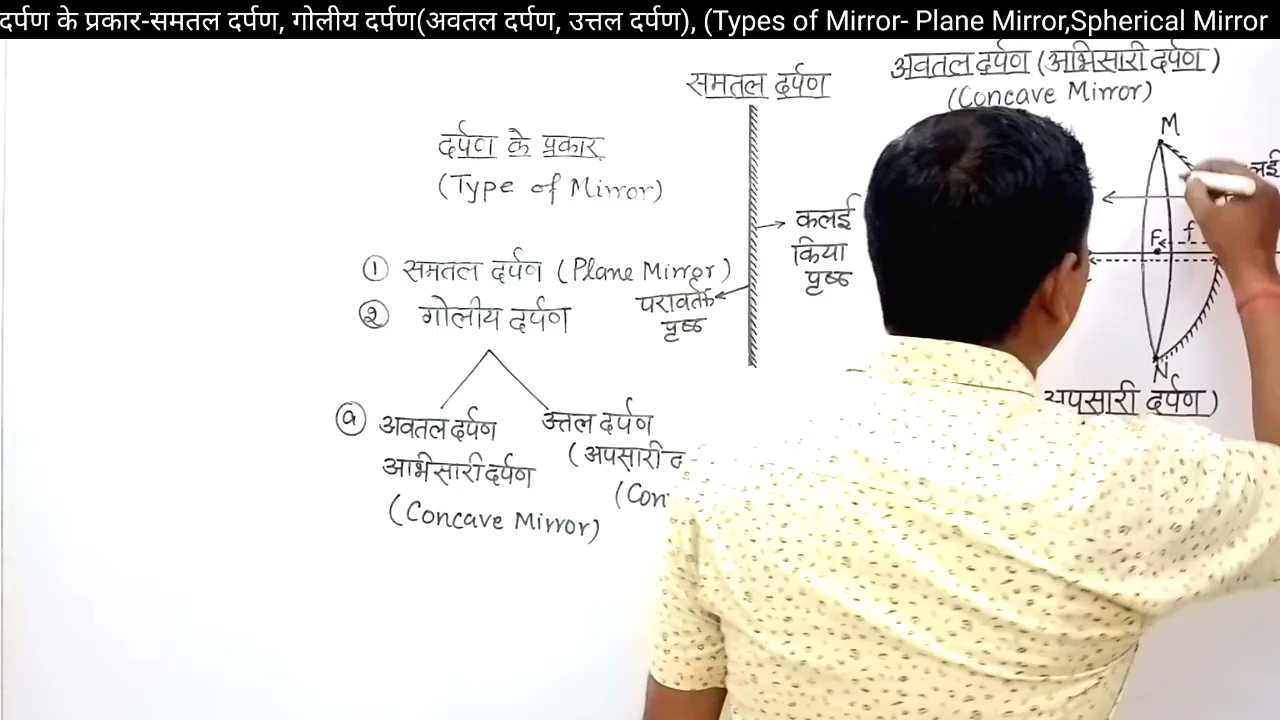 दर्पण के प्रकार-समतल दर्पण, गोलीय दर्पण(अवतल दर्पण, उत्तल दर्पण), (Types of Mirror- Plane Mirror,Spherical Mirror
समतल दर्पण
अवतल दर्पण (अभिसारी दर्पण)
(Concave Mirror)
दर्पण के प्रकार
(Type of Mirror)
M
कलई
किया
पृष्ठ
F
f
① समतल दर्पण (Plane Mirror)
परावर्तक
पृष्ठ
② गोलीय दर्पण
N
अपसारी दर्पण)
ⓐ अवतल दर्पण
अभिसारी दर्पण
(Concave Mirror)
उत्तल दर्पण
(अपसारी